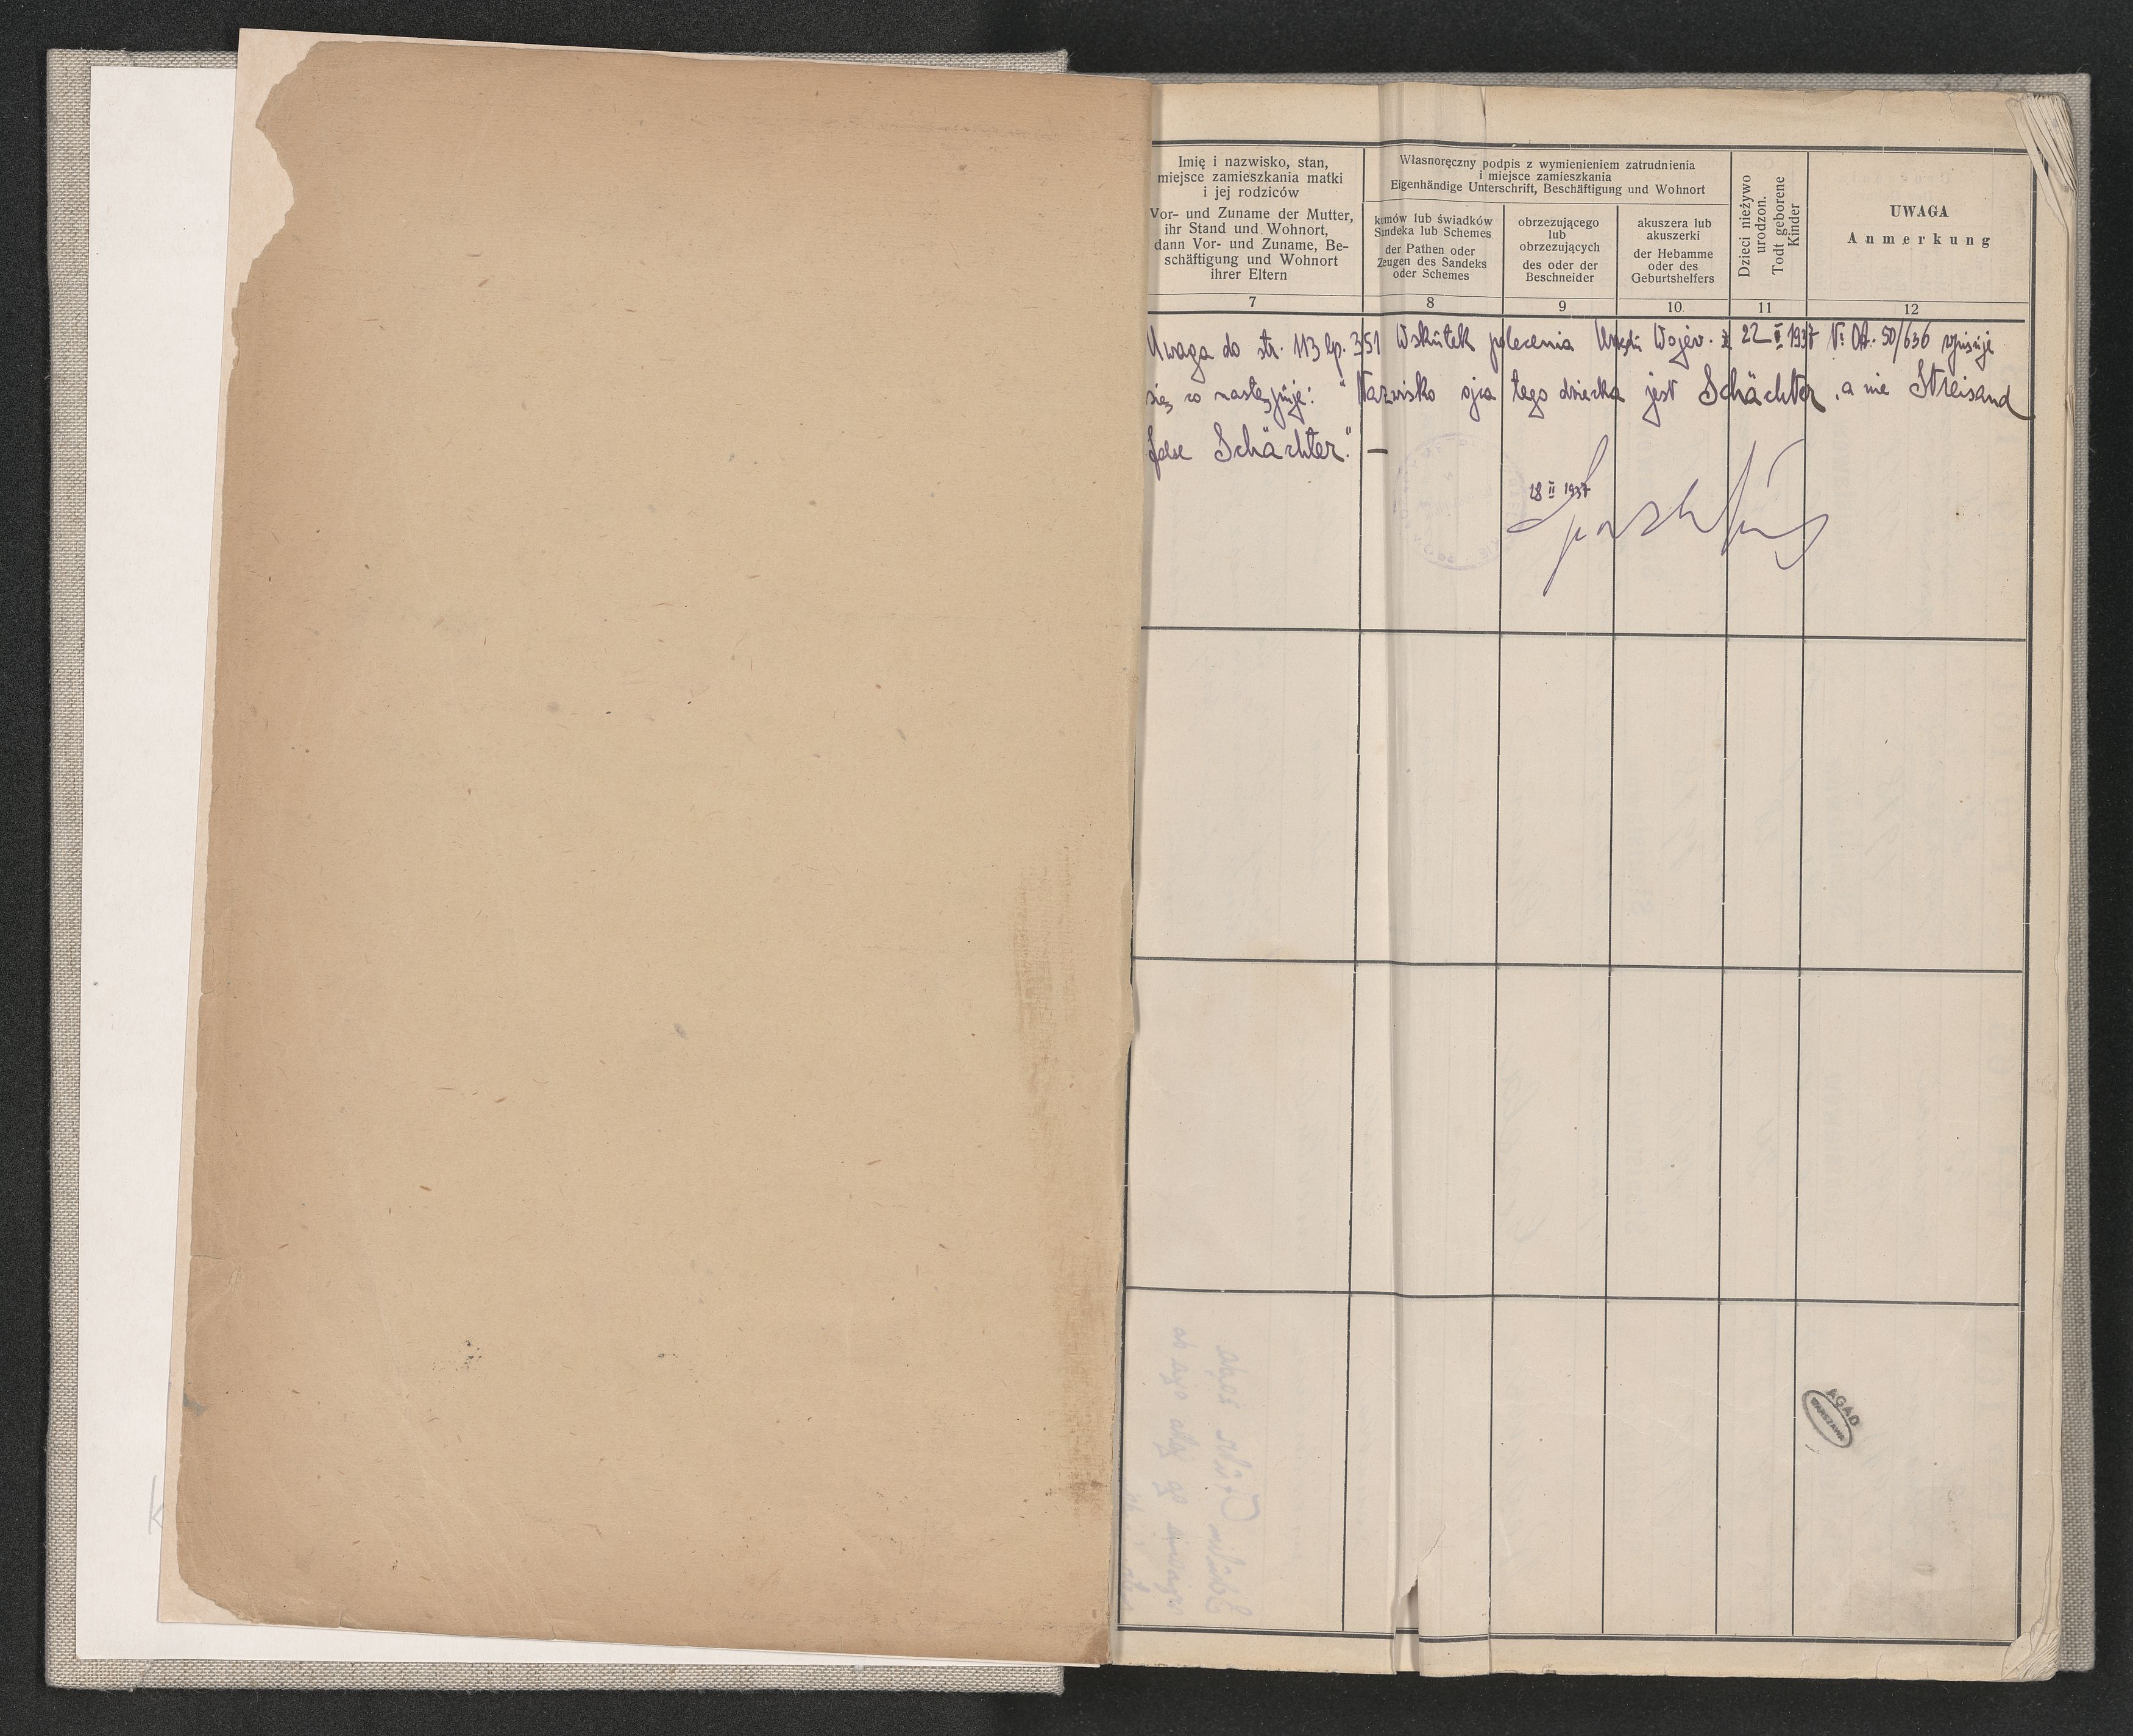 Imię i nazwisko, stan,
miejsce zamieszkania matki
i jej rodziców
Vor- und Zuname der Mutter,
ihr Stand und Wohnort,
dann Vor- und Zuname, Be-
schäftigung und Wohnort
ihrer Eltern
Własnoręczny podpis z wymienieniem zatrudnienia
i miejsce zamieszkania
Eigenhändige Unterschrift, Beschäftigung und Wohnort
kumów lub świadków
Sandeka lub Schemes
der Pathen oder
Zeugen des Sandeks
oder Schemes
obrzezującego
lub
obrzezujących
des oder der
Beschneider
akuszera lub
akuszerki
der Hebamme
oder des
Geburtshelfers
Dzieci nieżywo
urodzon.
Todt geborene
Kinder
UWAGA
Anmerkung
7 8 9 10 11 12
Uwaga do str. 113 lp. 351 Wskutek polecenia Urzędu Wojew. z 22 II 1937 Nr. 50/636 wpisuje
się co następuje: "Nazwisko ojca tego dziecka jest Schächter, a nie Streisand
false Schächter." —
28 II 1937
AGAD
WARSZAWA